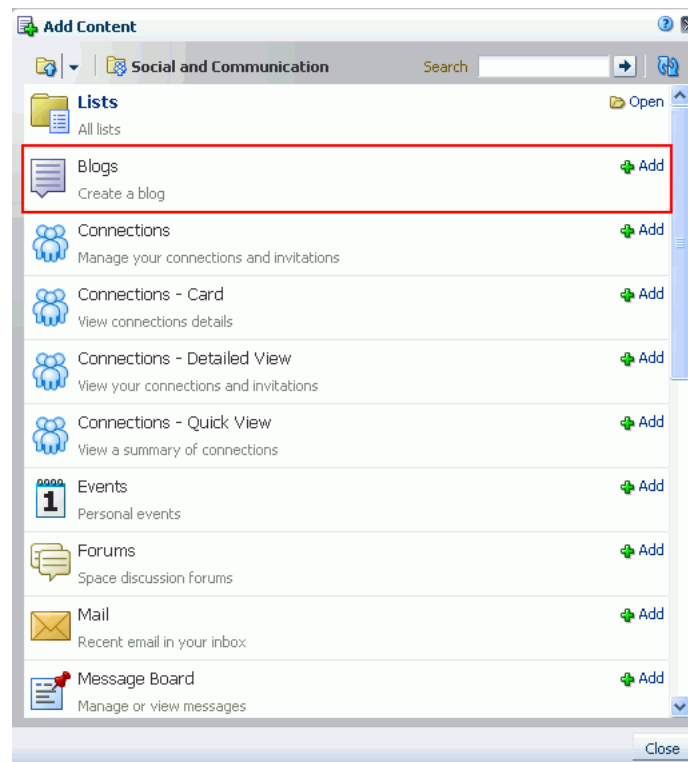 Add Content
Social and Communication Search
Lists Open
All lists
Blogs Add
Create a blog
Connections Add
Manage your connections and invitations
Connections - Card Add
View connections details
Connections - Detailed View Add
View your connections and invitations
Connections - Quick View Add
View a summary of connections
1
Events Add
Personal events
Forums Add
Space discussion forums
Mail Add
Recent email in your inbox
Message Board Add
Manage or view messages
Close